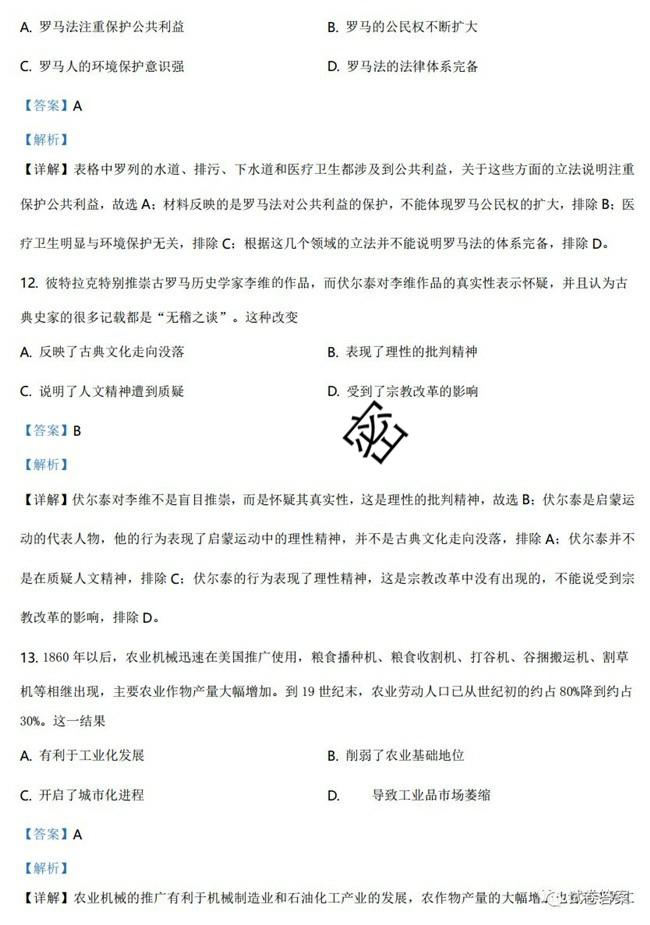 A. 罗马法注重保护公共利益 B. 罗马的公民权不断扩大
C. 罗马人的环境保护意识强 D. 罗马法的法律体系完备
【答案】A
【解析】
【详解】表格中罗列的水道、排污、下水道和医疗卫生都涉及到公共利益，关于这些方面的立法说明注重
保护公共利益，故选 A；材料反映的是罗马法对公共利益的保护，不能体现罗马公民权的扩大，排除 B；医
疗卫生明显与环境保护无关，排除 C；根据这几个领域的立法并不能说明罗马法的体系完备，排除 D。
12. 彼特拉克特别推崇古罗马历史学家李维的作品，而伏尔泰对李维作品的真实性表示怀疑，并且认为古
典史家的很多记载都是“无稽之谈”。这种改变
A. 反映了古典文化走向没落 B. 表现了理性的批判精神
C. 说明了人文精神遭到质疑 D. 受到了宗教改革的影响
密
【答案】B
【解析】
【详解】伏尔泰对李维不是盲目推崇，而是怀疑其真实性，这是理性的批判精神，故选 B；伏尔泰是启蒙运
动的代表人物，他的行为表现了启蒙运动中的理性精神，并不是古典文化走向没落，排除 A；伏尔泰并不
是在质疑人文精神，排除 C；伏尔泰的行为表现了理性精神，这是宗教改革中没有出现的，不能说受到宗
教改革的影响，排除 D。
13. 1860 年以后，农业机械迅速在美国推广使用，粮食播种机、粮食收割机、打谷机、谷捆搬运机、割草
机等相继出现，主要农业作物产量大幅增加。到 19 世纪末，农业劳动人口已从世纪初的约占 80%降到约占
30%。这一结果
A. 有利于工业化发展 B. 削弱了农业基础地位
C. 开启了城市化进程 D. 导致工业品市场萎缩
【答案】A
【解析】
【详解】农业机械的推广有利于机械制造业和石油化工产业的发展，农作物产量的大幅增
试卷答案